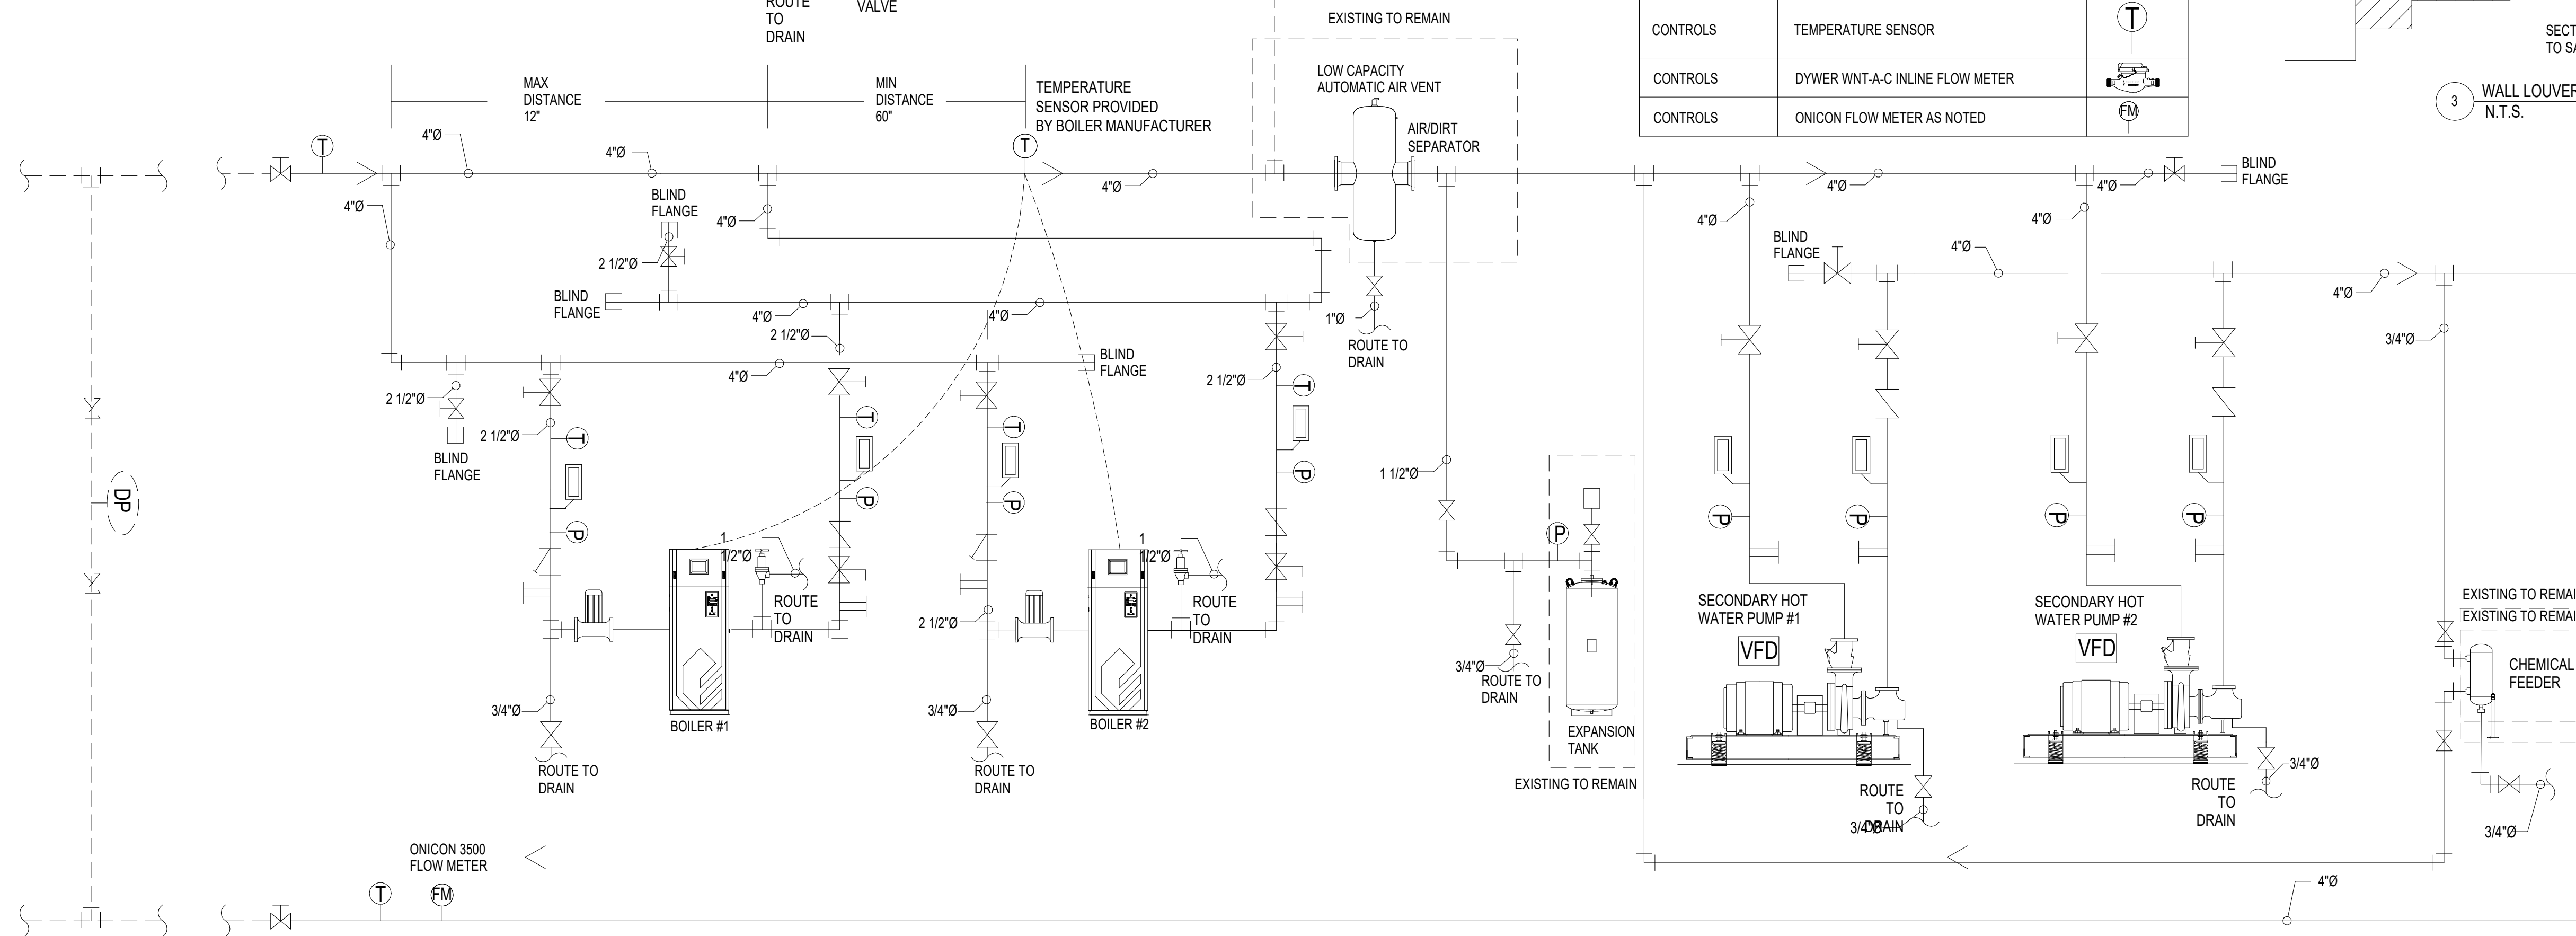 ROUTE
TO
DRAIN
VALVE
EXISTING TO REMAIN
CONTROLS
TEMPERATURE SENSOR
T
CONTROLS
DYWER WNT-A-C INLINE FLOW METER
CONTROLS
ONICON FLOW METER AS NOTED
FM
3
WALL LOUVER
N.T.S.
MAX
DISTANCE
12"
MIN
DISTANCE
60"
TEMPERATURE
SENSOR PROVIDED
BY BOILER MANUFACTURER
LOW CAPACITY
AUTOMATIC AIR VENT
AIR/DIRT
SEPARATOR
T
4"Ø
4"Ø
T
4"Ø
4"Ø
4"Ø
BLIND
FLANGE
4"Ø
BLIND
FLANGE
4"Ø
4"Ø
4"Ø
2 1/2"Ø
BLIND
FLANGE
4"Ø
BLIND
FLANGE
4"Ø
4"Ø
4"Ø
3/4"Ø
2 1/2"Ø
1"Ø
ROUTE TO
DRAIN
BLIND
FLANGE
4"Ø
2 1/2"Ø
2 1/2"Ø
BLIND
FLANGE
2 1/2"Ø
T
T
T
T
P
P
P
P
DP
1 1/2"Ø
P
P
P
P
P
1
1/2"Ø
1
1/2"Ø
ROUTE
TO
DRAIN
ROUTE
TO
DRAIN
2 1/2"Ø
3/4"Ø
3/4"Ø
BOILER #1
BOILER #2
ROUTE TO
DRAIN
ROUTE TO
DRAIN
3/4"Ø
ROUTE TO
DRAIN
EXPANSION
TANK
EXISTING TO REMAIN
SECONDARY HOT
WATER PUMP #1
VFD
SECONDARY HOT
WATER PUMP #2
VFD
ROUTE
TO
DRAIN
3/4"Ø
ROUTE
TO
DRAIN
3/4"Ø
CHEMICAL
FEEDER
3/4"Ø
ONICON 3500
FLOW METER
T
FM
4"Ø